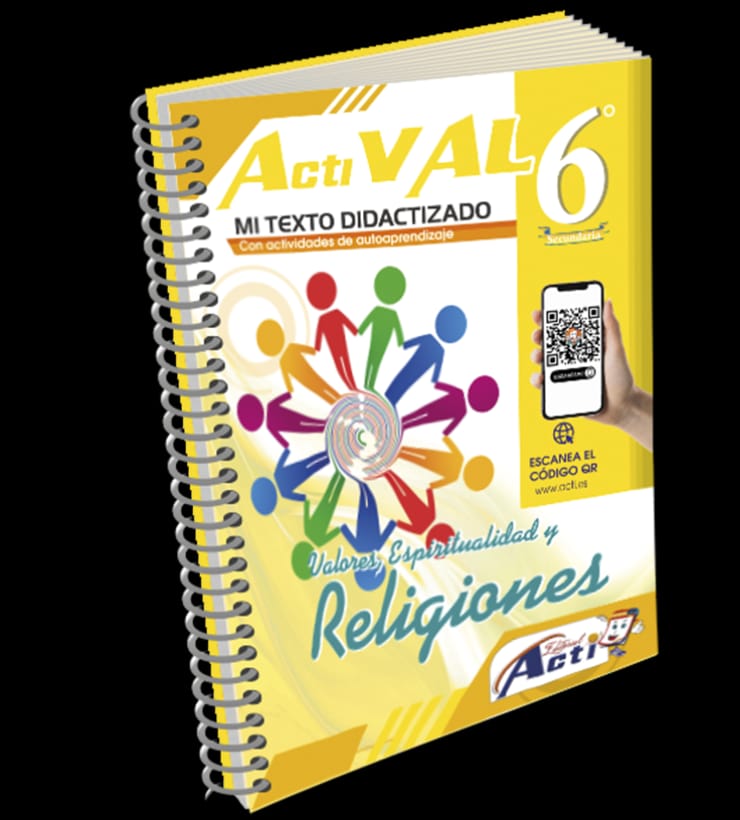 ActiVAL
6°
Secundaria
MI TEXTO DIDACTIZADO
Con actividades de autoaprendizaje
ESCANEA EL
CÓDIGO QR
www.acti.es
Valores, Espiritualidad y
Religiones
Editorial
Acti